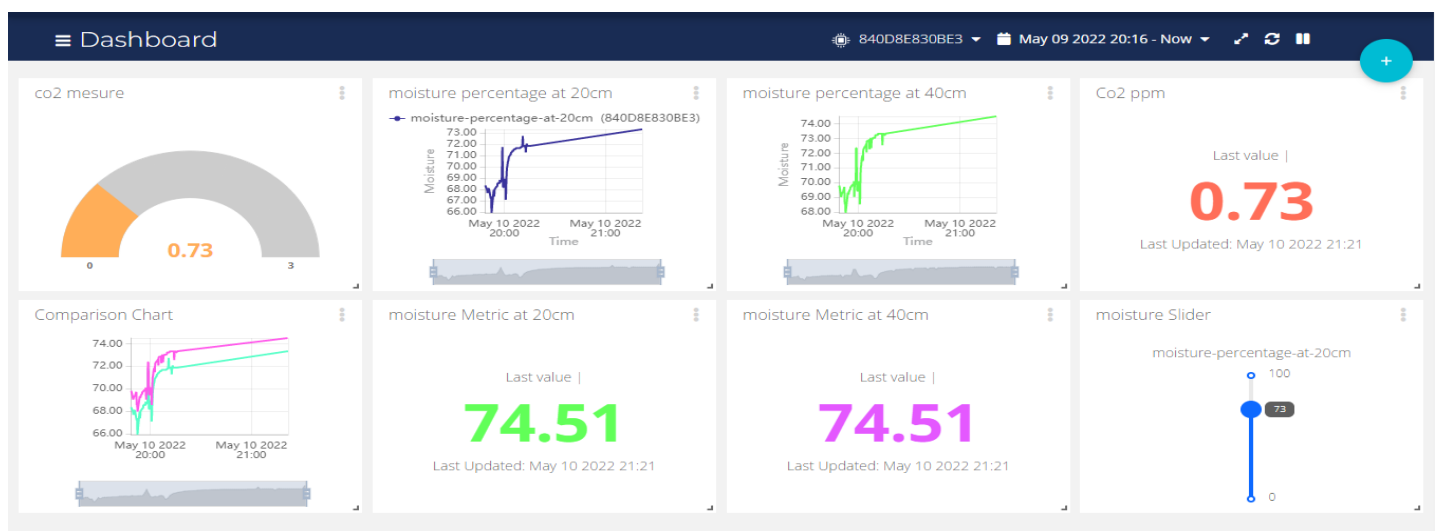 Dashboard
840D8E830BE3
May 09 2022 20:16 - Now
+
co2 mesure
0.73
0
3
moisture percentage at 20cm
moisture-percentage-at-20cm (840D8E830BE3)
73.00
72.00
71.00
70.00
69.00
68.00
67.00
66.00
Moisture
May 10 2022
20:00
May 10 2022
21:00
Time
moisture percentage at 40cm
74.00
73.00
72.00
71.00
70.00
69.00
68.00
Moisture
May 10 2022
20:00
May 10 2022
21:00
Time
Co2 ppm
Last value |
0.73
Last Updated: May 10 2022 21:21
Comparison Chart
74.00
72.00
70.00
68.00
66.00
May 10 2022
20:00
May 10 2022
21:00
moisture Metric at 20cm
Last value |
74.51
Last Updated: May 10 2022 21:21
moisture Metric at 40cm
Last value |
74.51
Last Updated: May 10 2022 21:21
moisture Slider
moisture-percentage-at-20cm
100
73
0